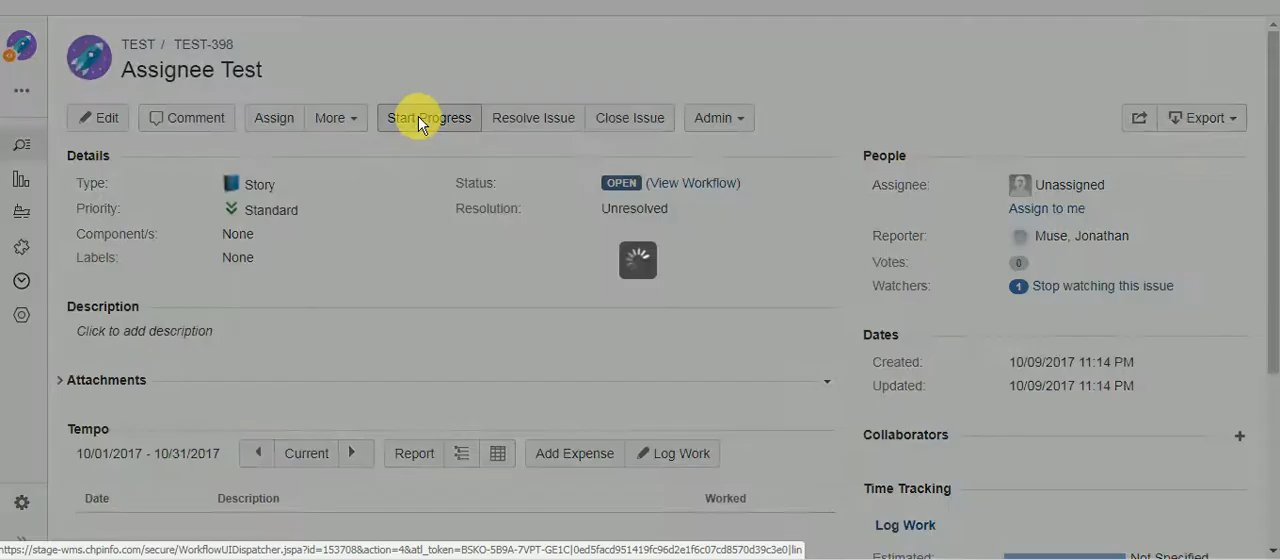 TEST / TEST-398
Assignee Test
Edit Comment Assign More Start Progress Resolve Issue Close Issue Admin Export
Details
Type: Story
Priority: Standard
Component/s: None
Labels: None
Status: OPEN (View Workflow)
Resolution: Unresolved
Description
Click to add description
Attachments
Tempo
10/01/2017 - 10/31/2017 Current Report Add Expense Log Work
Date Description Worked
People
Assignee: Unassigned
Assign to me
Reporter: Muse, Jonathan
Votes: 0
Watchers: 1 Stop watching this issue
Dates
Created: 10/09/2017 11:14 PM
Updated: 10/09/2017 11:14 PM
Collaborators
Time Tracking
Log Work
Estimated: Not Specified
https://stage-wms.chpinfo.com/secure/WorkflowUIDispatcher.jspa?id=153708&action=4&atl_token=BSKO-5B9A-7VPT-GE1C|0ed5facd951419fc96d2e1f6c07cd8570d39c3e0|lin